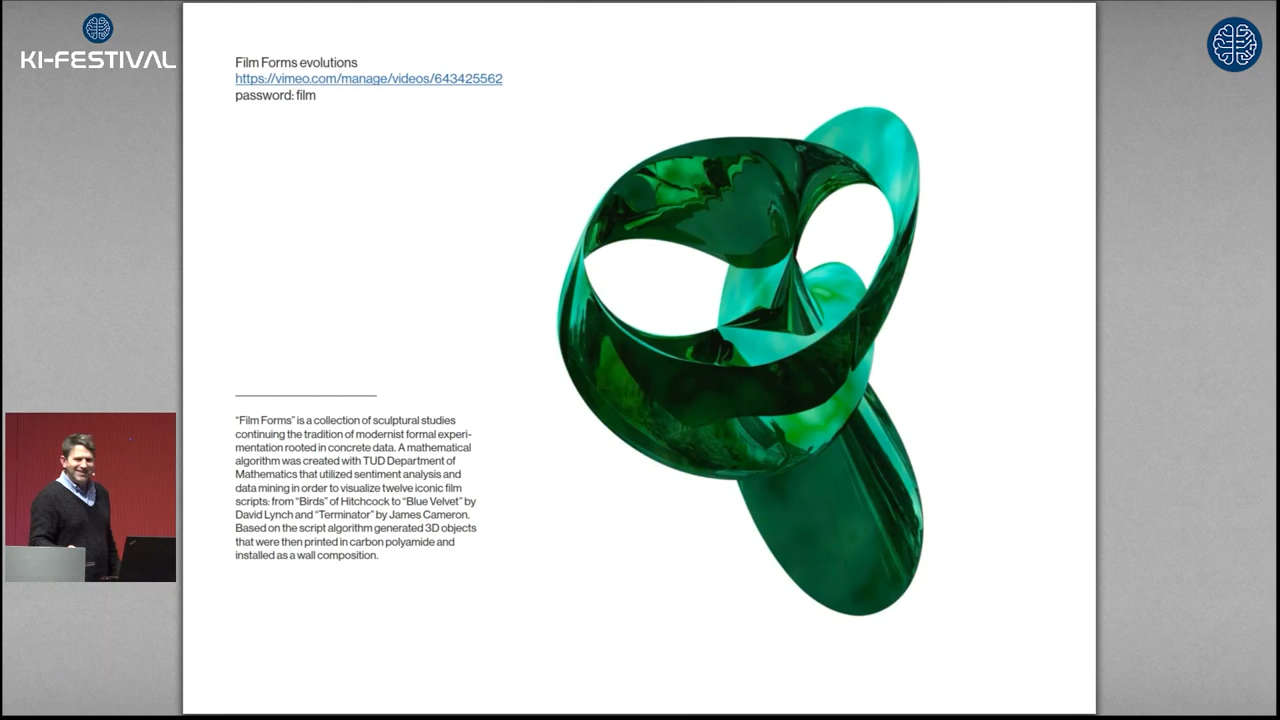 KI-FESTIVAL
Film Forms evolutions
https://vimeo.com/manage/videos/643425562
password: film
“Film Forms” is a collection of sculptural studies
continuing the tradition of modernist formal experi-
mentation rooted in concrete data. A mathematical
algorithm was created with TUD Department of
Mathematics that utilized sentiment analysis and
data mining in order to visualize twelve iconic film
scripts: from “Birds” of Hitchcock to “Blue Velvet” by
David Lynch and “Terminator” by James Cameron.
Based on the script algorithm generated 3D objects
that were then printed in carbon polyamide and
installed as a wall composition.